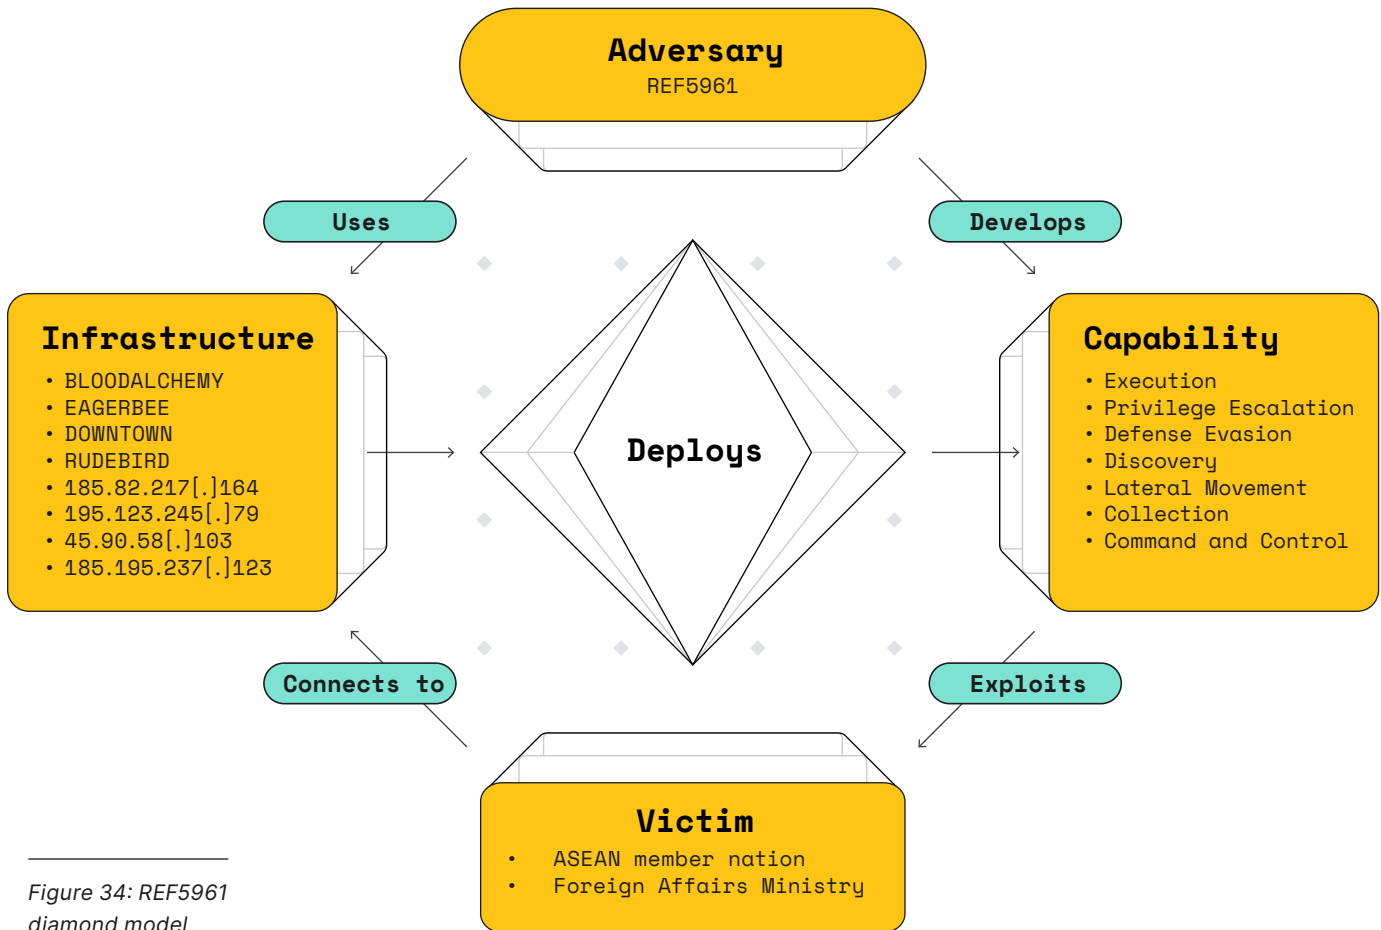 Adversary
REF5961
Uses
Develops
Infrastructure
• BLOODALCHEMY
• EAGERBEE
• DOWNTOWN
• RUDEBIRD
• 185.82.217[.]164
• 195.123.245[.]79
• 45.90.58[.]103
• 185.195.237[.]123
Deploys
Capability
• Execution
• Privilege Escalation
• Defense Evasion
• Discovery
• Lateral Movement
• Collection
• Command and Control
Connects to
Exploits
Victim
• ASEAN member nation
• Foreign Affairs Ministry
Figure 34: REF5961
diamond model